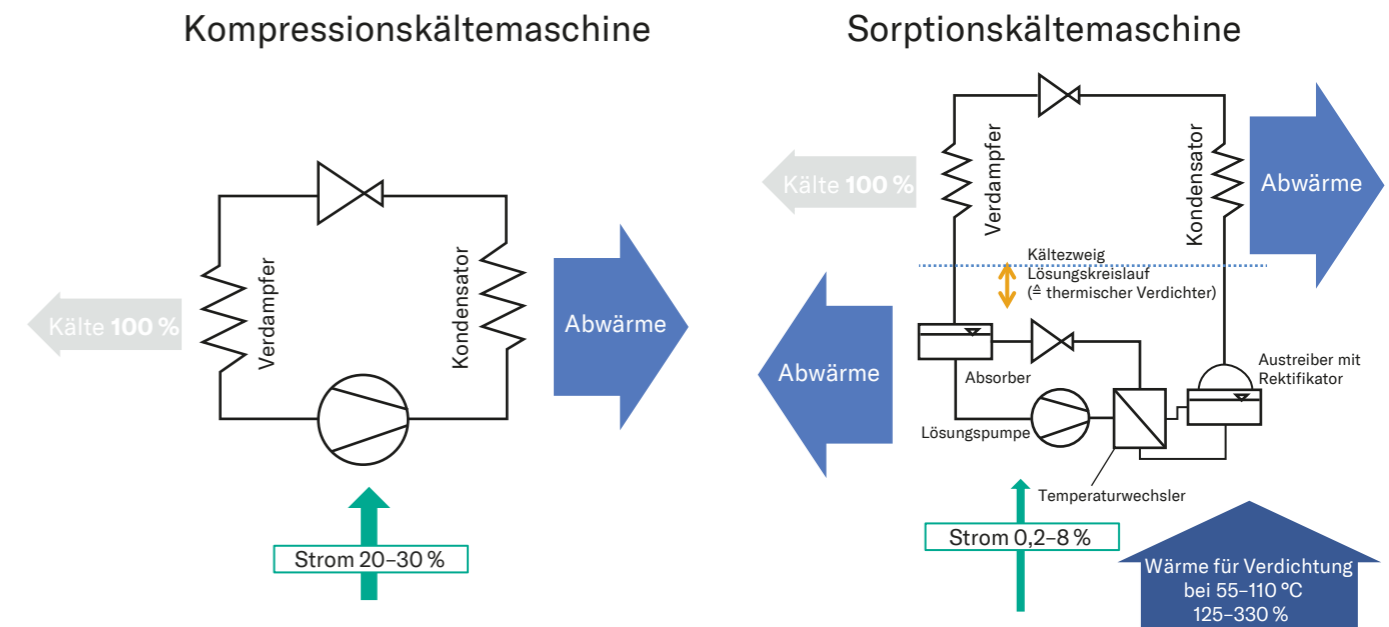 Kompressionskältemaschine
Kälte 100 %
Verdampfer
Kondensator
Abwärme
Strom 20–30 %
Sorptionskältemaschine
Kälte 100 %
Verdampfer
Kondensator
Abwärme
Kältezweig
Lösungskreislauf
(≙ thermischer Verdichter)
Abwärme
Absorber
Austreiber mit
Rektifikator
Lösungspumpe
Temperaturwechsler
Strom 0,2–8 %
Wärme für Verdichtung
bei 55–110 °C
125–330 %